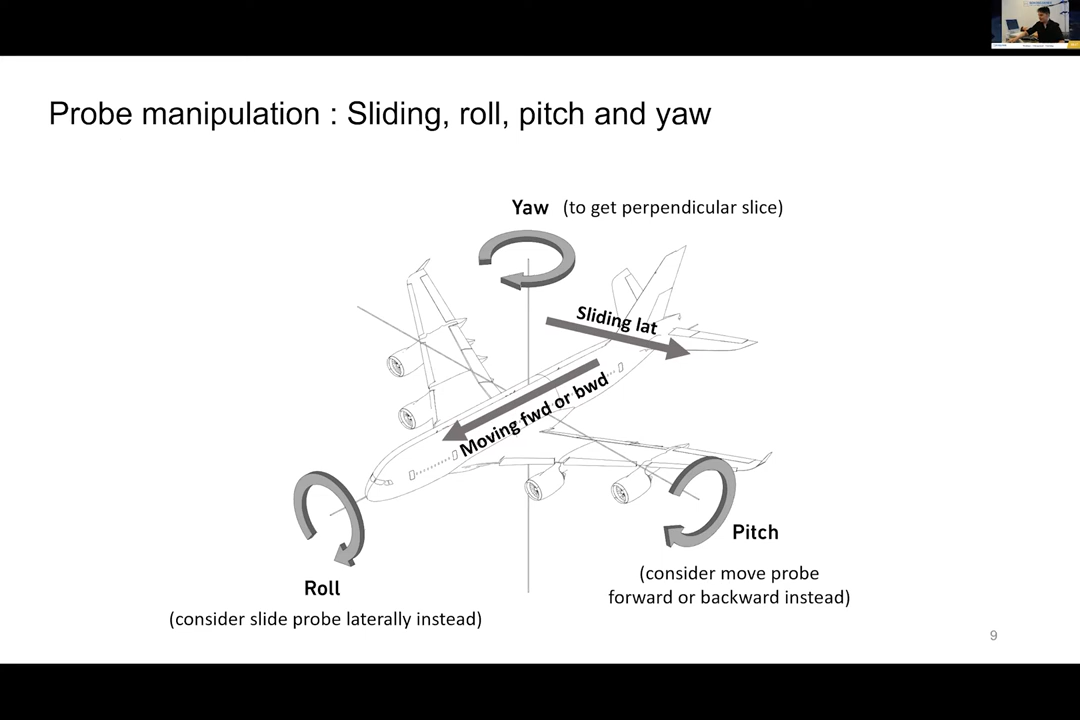 Probe manipulation : Sliding, roll, pitch and yaw
Yaw (to get perpendicular slice)
Sliding lat
Moving fwd or bwd
Pitch
(consider move probe
forward or backward instead)
Roll
(consider slide probe laterally instead)
9